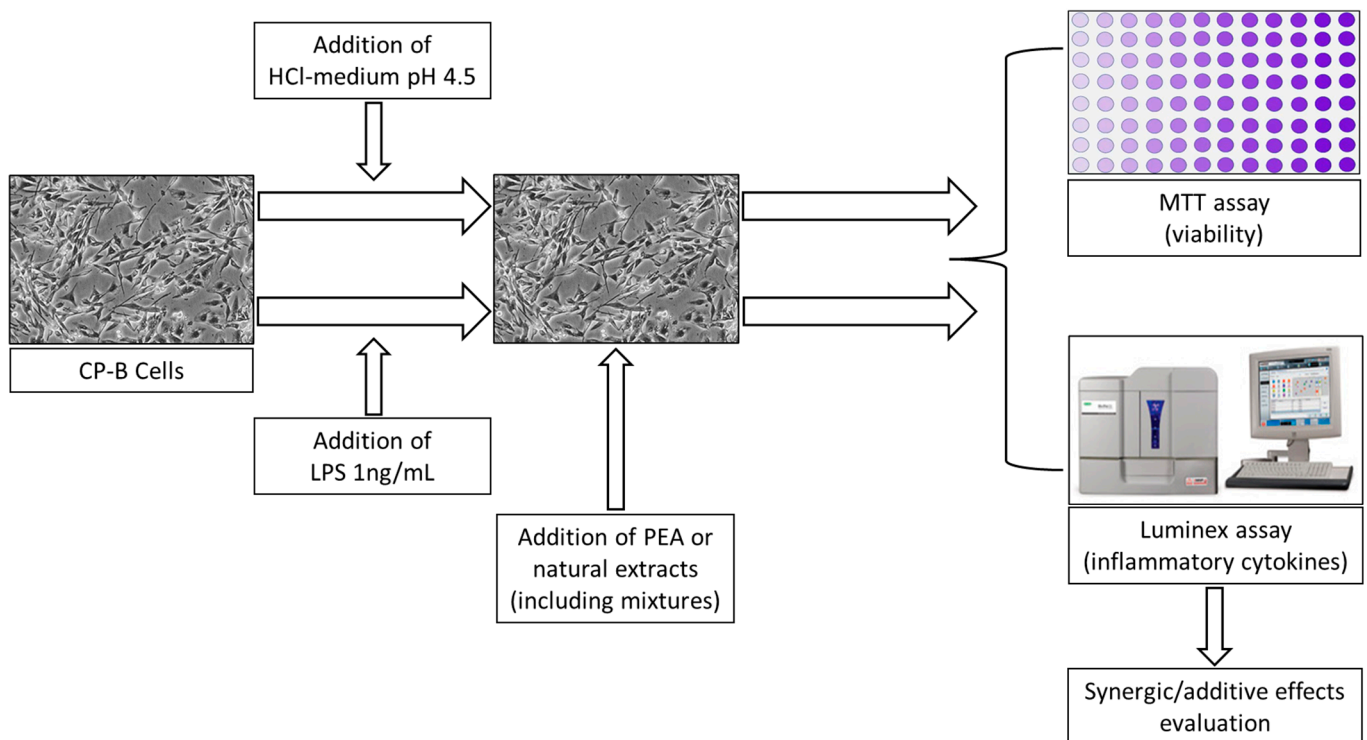 Addition of
HCl-medium pH 4.5
CP-B Cells
Addition of
LPS 1ng/mL
Addition of PEA or
natural extracts
(including mixtures)
MTT assay
(viability)
Luminex assay
(inflammatory cytokines)
Synergic/additive effects
evaluation